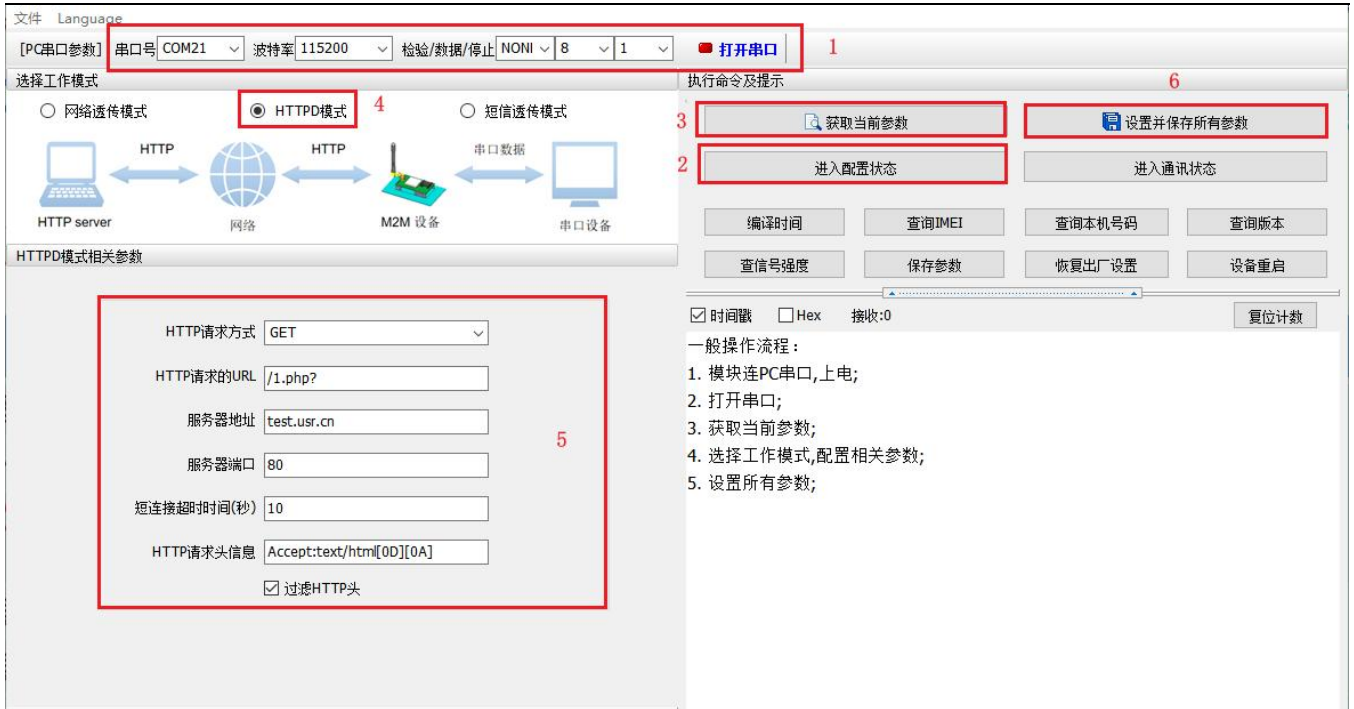 文件 Language
[PC串口参数] 串口号 COM21 波特率 115200 检验/数据/停止 NONI 8 1 打开串口 1
选择工作模式
网络透传模式 HTTPD模式 4 短信透传模式
HTTP HTTP 串口数据
HTTP server 网络 M2M 设备 串口设备
HTTPD模式相关参数
HTTP请求方式 GET
HTTP请求的URL /1.php?
服务器地址 test.usr.cn
5
服务器端口 80
短连接超时时间(秒) 10
HTTP请求头信息 Accept:text/html[0D][0A]
过滤HTTP头
执行命令及提示
6
3 获取当前参数 设置并保存所有参数
2 进入配置状态 进入通讯状态
编译时间 查询IMEI 查询本机号码 查询版本
查信号强度 保存参数 恢复出厂设置 设备重启
时间戳 Hex 接收:0 复位计数
一般操作流程:
1. 模块连PC串口,上电;
2. 打开串口;
3. 获取当前参数;
4. 选择工作模式,配置相关参数;
5. 设置所有参数;